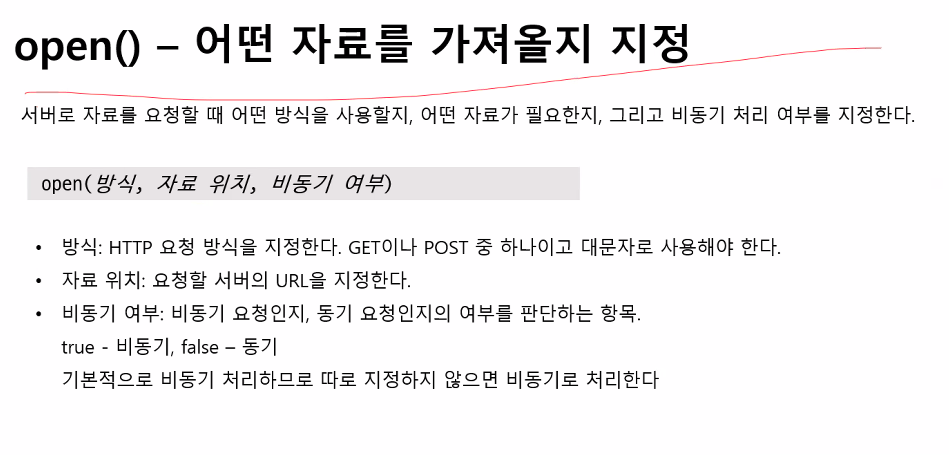 open() – 어떤 자료를 가져올지 지정
서버로 자료를 요청할 때 어떤 방식을 사용할지, 어떤 자료가 필요한지, 그리고 비동기 처리 여부를 지정한다.
open(방식, 자료 위치, 비동기 여부)
• 방식: HTTP 요청 방식을 지정한다. GET이나 POST 중 하나이고 대문자로 사용해야 한다.
• 자료 위치: 요청할 서버의 URL을 지정한다.
• 비동기 여부: 비동기 요청인지, 동기 요청인지의 여부를 판단하는 항목.
true - 비동기, false – 동기
기본적으로 비동기 처리하므로 따로 지정하지 않으면 비동기로 처리한다